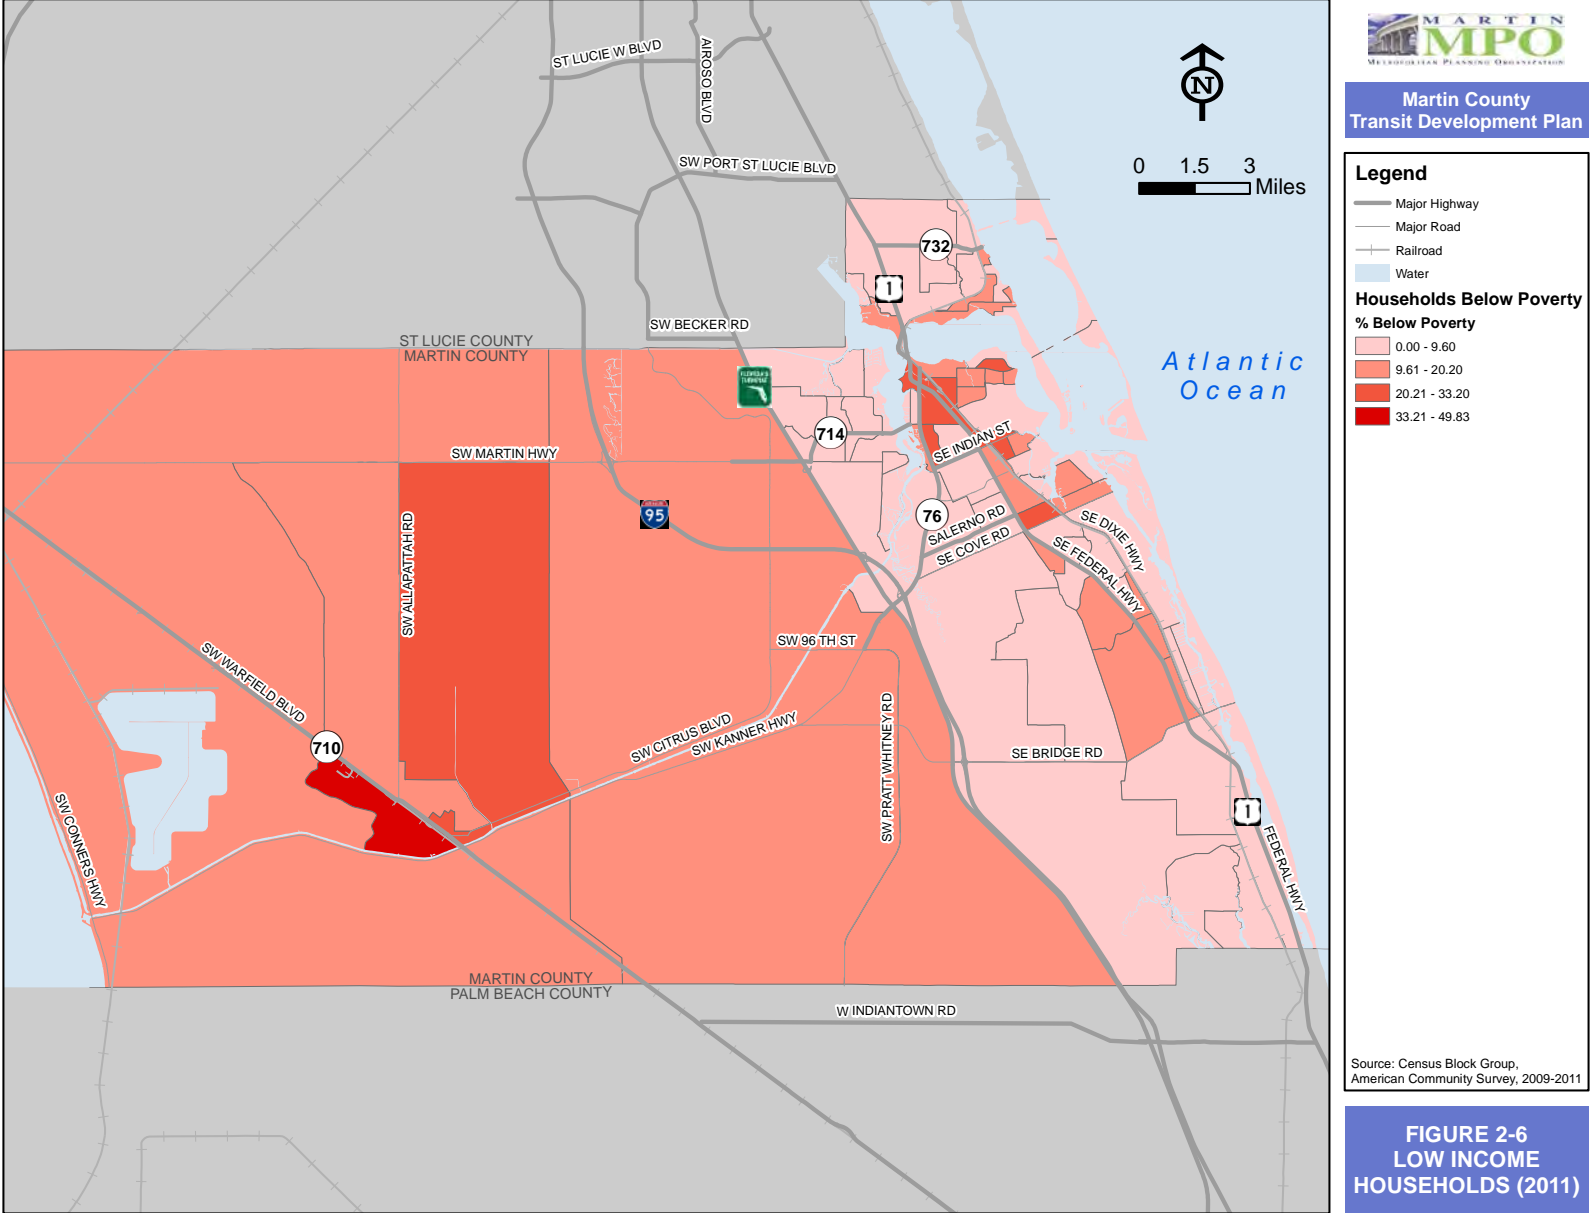 MARTIN
MPO
METROPOLITAN PLANNING ORGANIZATION
Martin County
Transit Development Plan
Legend
Major Highway
Major Road
Railroad
Water
Households Below Poverty
% Below Poverty
0.00 - 9.60
9.61 - 20.20
20.21 - 33.20
33.21 - 49.83
Source: Census Block Group,
American Community Survey, 2009-2011
FIGURE 2-6
LOW INCOME
HOUSEHOLDS (2011)
N
0 1.5 3
Miles
ST LUCIE W BLVD
AIROSO BLVD
SW PORT ST LUCIE BLVD
732
1
SW BECKER RD
ST LUCIE COUNTY
MARTIN COUNTY
Atlantic
Ocean
FLORIDA'S
TURNPIKE
714
SE INDIAN ST
SW MARTIN HWY
95
76
SALERNO RD
SE COVE RD
SE DIXIE HWY
SE FEDERAL HWY
SW ALLAPATTAH RD
SW 96 TH ST
SW WARFIELD BLVD
710
SW CITRUS BLVD
SW KANNER HWY
SW PRATT WHITNEY RD
SE BRIDGE RD
SW CONNERS HWY
1
FEDERAL HWY
MARTIN COUNTY
PALM BEACH COUNTY
W INDIANTOWN RD